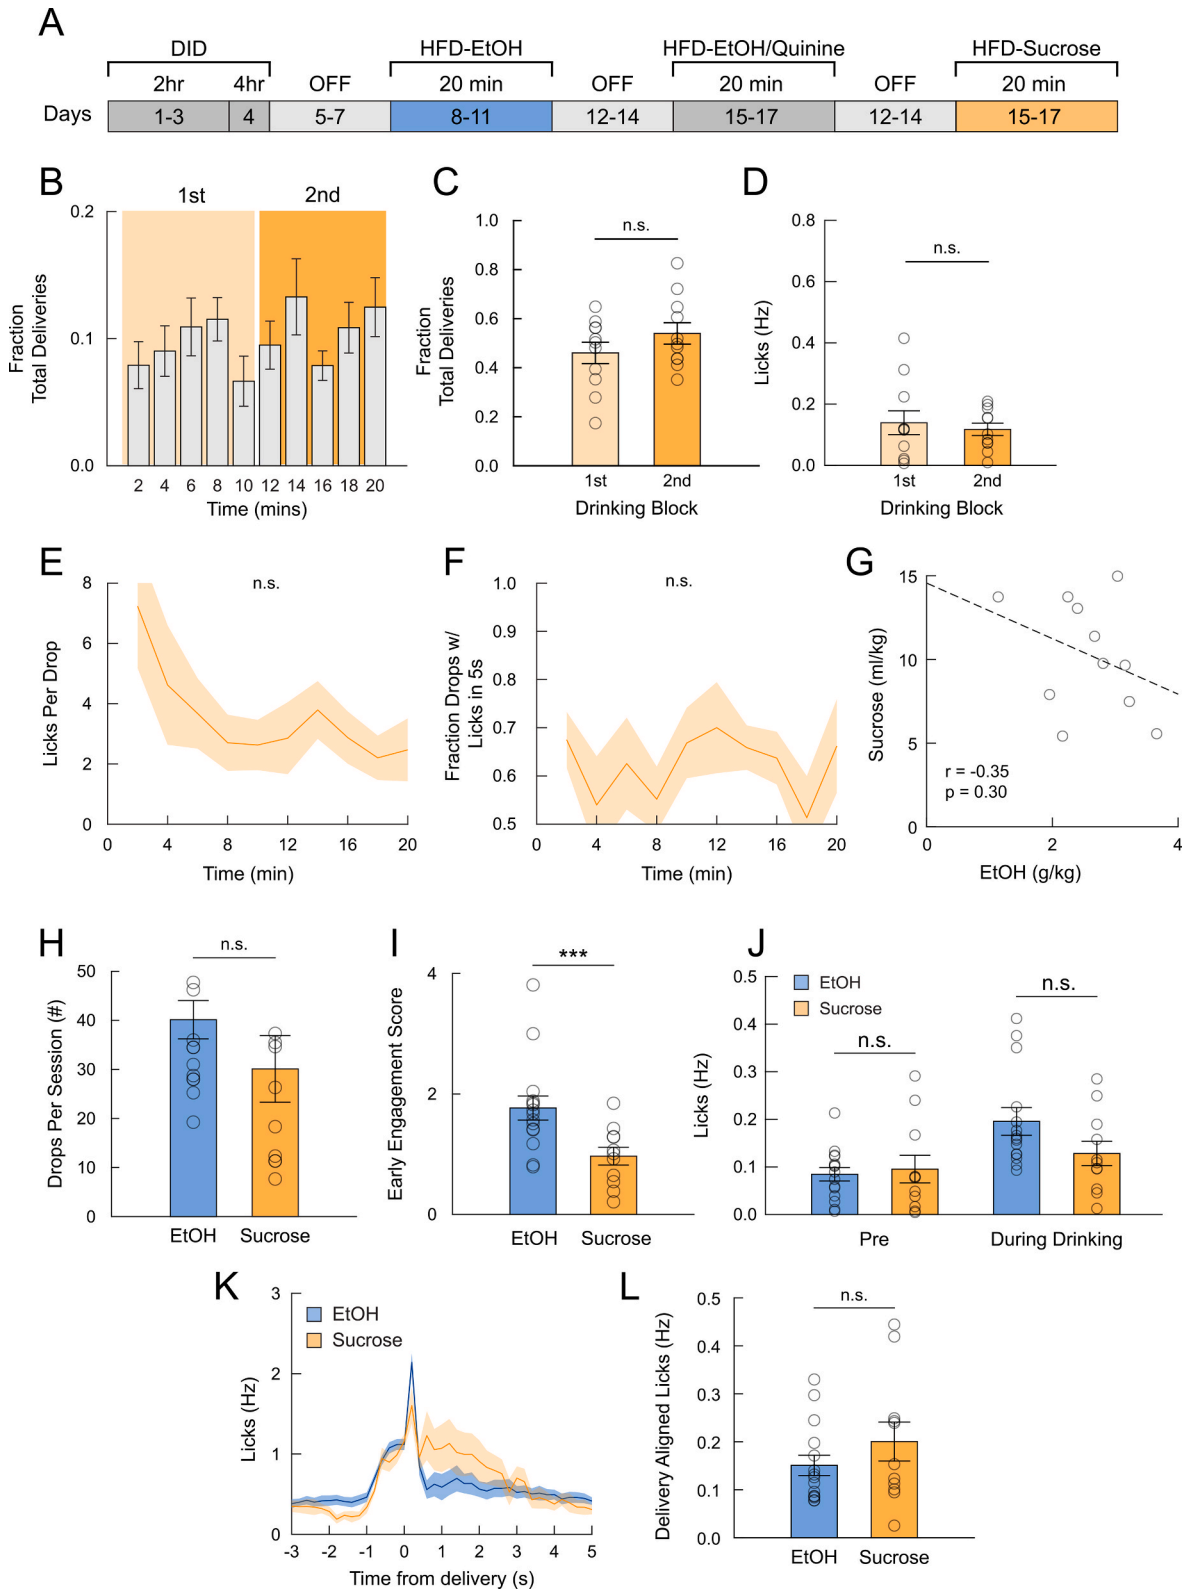 A
DID
HFD-EtOH
HFD-EtOH/Quinine
HFD-Sucrose
2hr 4hr OFF 20 min OFF 20 min OFF 20 min
Days 1-3 4 5-7 8-11 12-14 15-17 12-14 15-17
B
1st 2nd
Fraction
Total Deliveries
0.2
0.1
0.0
2 4 6 8 10 12 14 16 18 20
Time (mins)
C
n.s.
Fraction
Total Deliveries
1.0
0.8
0.6
0.4
0.2
0.0
1st 2nd
Drinking Block
D
n.s.
Licks (Hz)
0.8
0.6
0.4
0.2
0.0
1st 2nd
Drinking Block
E
n.s.
Licks Per Drop
8
6
4
2
0
0 4 8 12 16 20
Time (min)
F
n.s.
Fraction Drops w/
Licks in 5s
1.0
0.9
0.8
0.7
0.6
0.5
0 4 8 12 16 20
Time (min)
G
Sucrose (ml/kg)
15
10
5
0
r = -0.35
p = 0.30
0 2 4
EtOH (g/kg)
H
n.s.
Drops Per Session (#)
50
40
30
20
10
0
EtOH Sucrose
I
***
Early Engagement Score
4
2
0
EtOH Sucrose
J
EtOH
Sucrose
n.s.
n.s.
Licks (Hz)
0.5
0.4
0.3
0.2
0.1
0.0
Pre During Drinking
K
EtOH
Sucrose
Licks (Hz)
3
2
1
0
-3 -2 -1 0 1 2 3 4 5
Time from delivery (s)
L
n.s.
Delivery Aligned Licks (Hz)
0.5
0.4
0.3
0.2
0.1
0.0
EtOH Sucrose